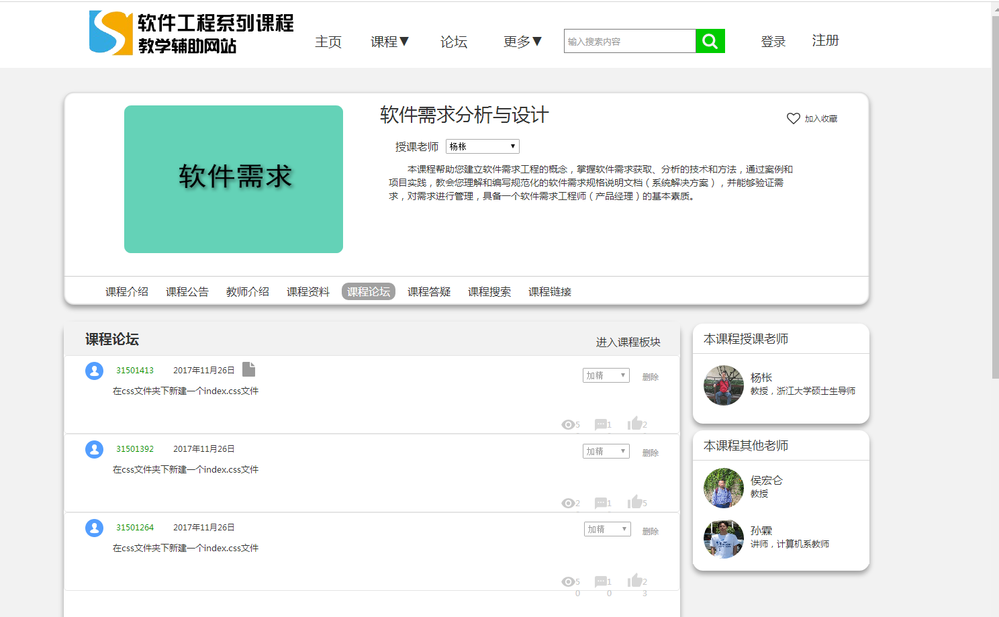 软件工程系列课程
教学辅助网站
主页 课程▼ 论坛 更多▼ 输入搜索内容 登录 注册
软件需求
软件需求分析与设计
加入收藏
授课老师 杨枨
本课程帮助您建立软件需求工程的概念，掌握软件需求获取、分析的技术和方法，通过案例和
项目实践，教会您理解和编写规范化的软件需求规格说明文档（系统解决方案），并能够验证需
求，对需求进行管理，具备一个软件需求工程师（产品经理）的基本素质。
课程介绍 课程公告 教师介绍 课程资料 课程论坛 课程答疑 课程搜索 课程链接
课程论坛 进入课程板块
31501413 2017年11月26日 加精 删除
在css文件夹下新建一个index.css文件
5 1 2
31501392 2017年11月26日 加精 删除
在css文件夹下新建一个index.css文件
2 1 5
31501264 2017年11月26日 加精 删除
在css文件夹下新建一个index.css文件
5 1 2
0 0 3
本课程授课老师
杨枨
教授，浙江大学硕士生导师
本课程其他老师
侯宏仑
教授
孙霖
讲师，计算机系教师